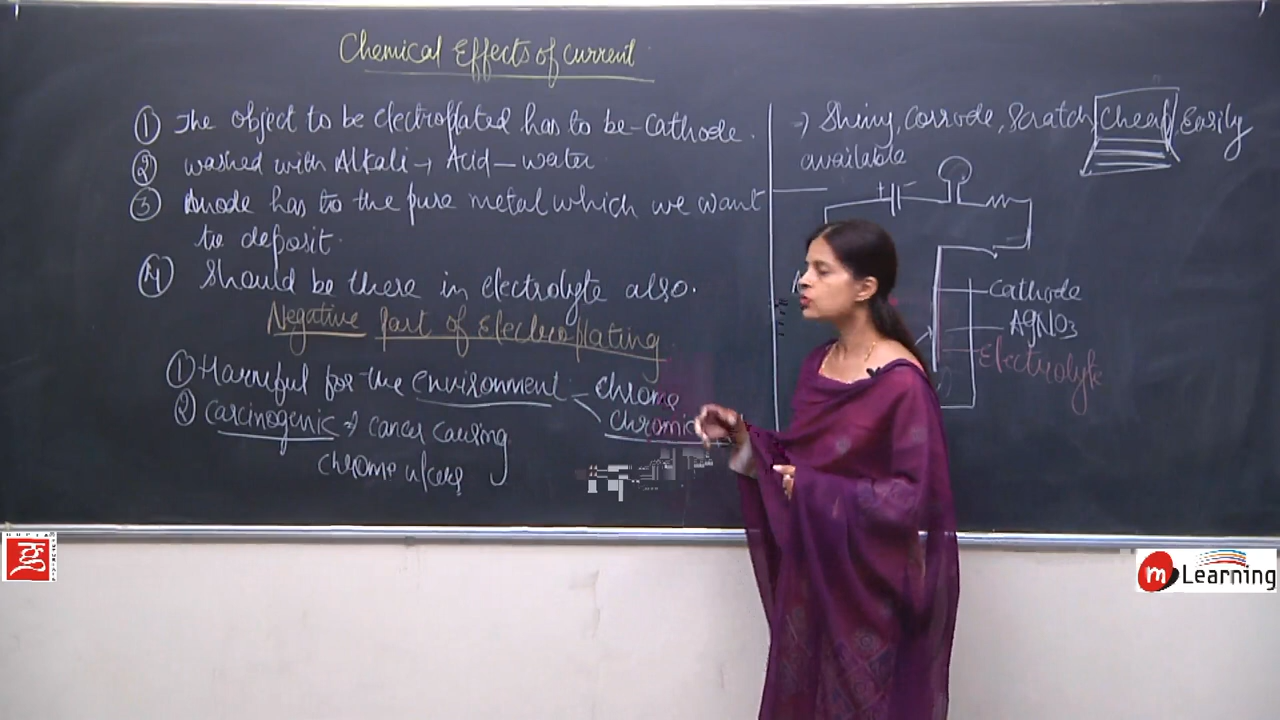 Chemical Effects of Current
① The object to be electroplated has to be - Cathode.
② washed with Alkali → Acid - water
③ Anode has to the pure metal which we want
to deposit.
④ Should be there in electrolyte also.
Negative Part of Electroplating
① Harmful for the environment - chrome
chromic
② Carcinogenic → cancer causing
chrome ulcers
→ Shiny, Corrode, Scratch, Cheap, Easily
available
+ -
Cathode
AgNO3
Electrolyte
m Learning